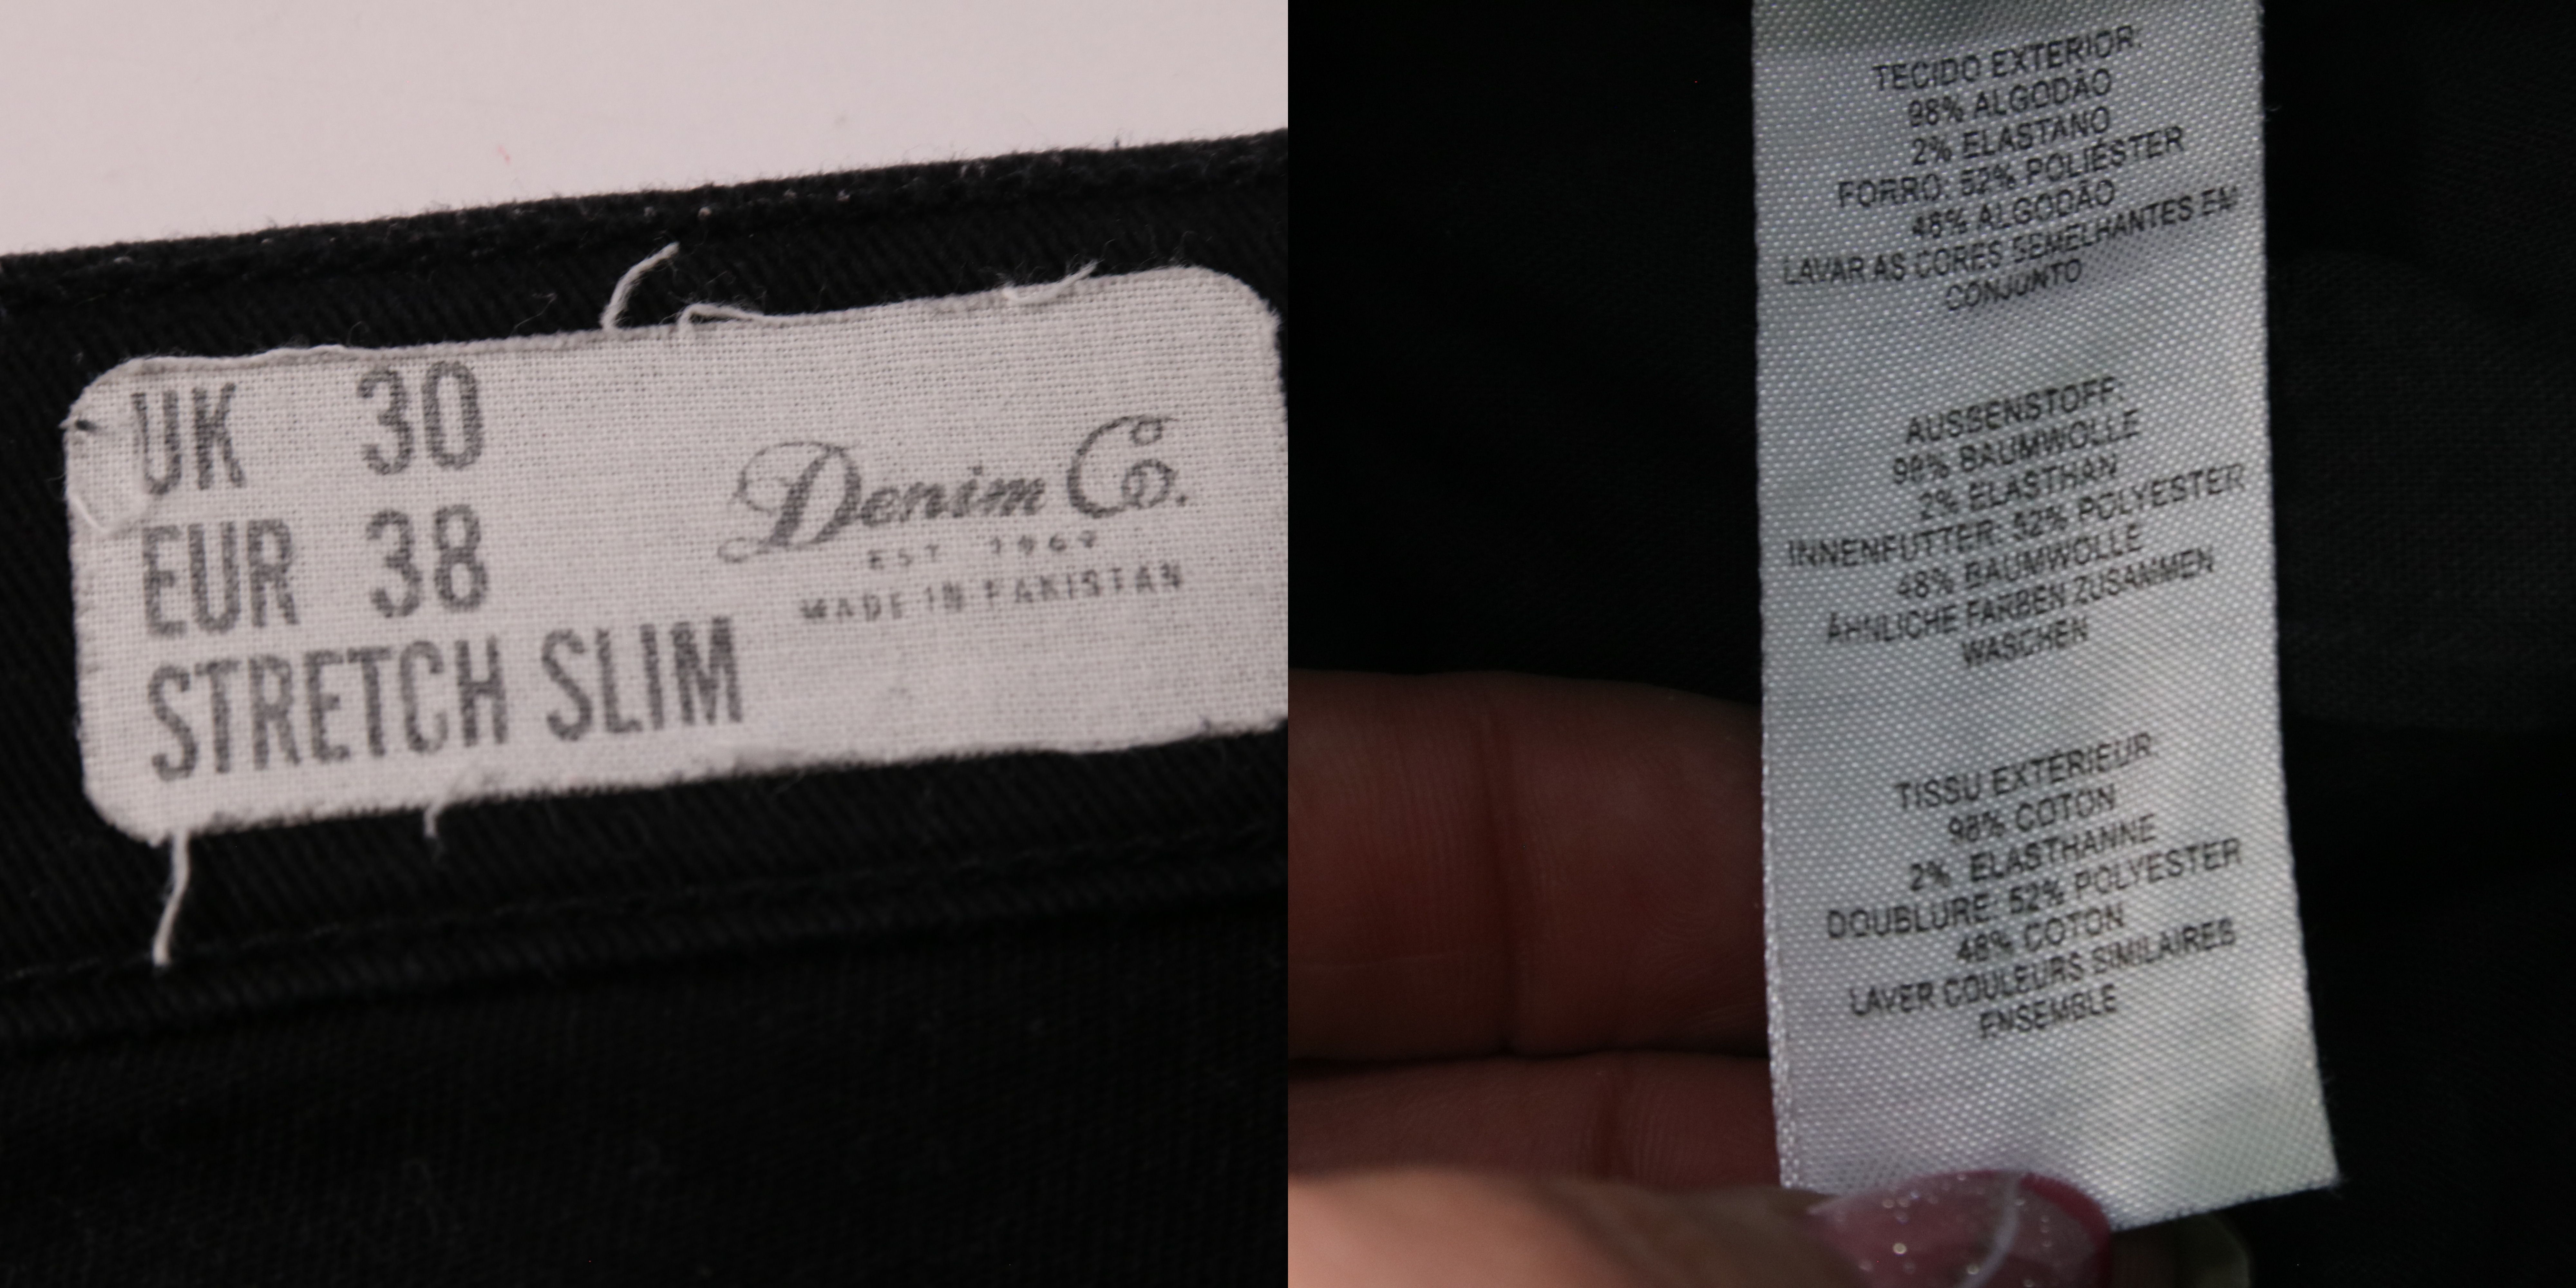 UK 30
EUR 38
STRETCH SLIM
Denim Co.
EST 1969
MADE IN PAKISTAN
TECIDO EXTERIOR:
98% ALGODÃO
2% ELASTANO
FORRO: 52% POLIÉSTER
48% ALGODÃO
LAVAR AS CORES SEMELHANTES EM
CONJUNTO
AUSSENSTOFF:
98% BAUMWOLLE
2% ELASTHAN
INNENFUTTER: 52% POLYESTER
48% BAUMWOLLE
ÄHNLICHE FARBEN ZUSAMMEN
WASCHEN
TISSU EXTÉRIEUR:
98% COTON
2% ELASTHANNE
DOUBLURE: 52% POLYESTER
48% COTON
LAVER COULEURS SIMILAIRES
ENSEMBLE